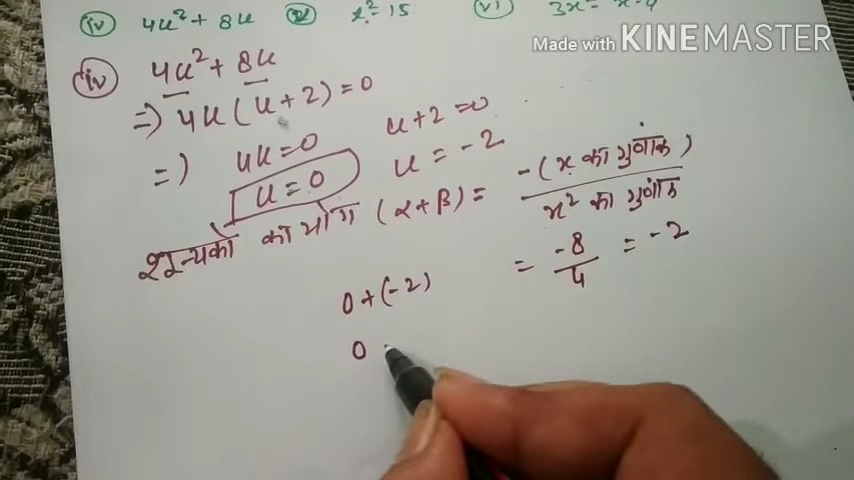 (iv) 4u² + 8u (v) x² - 15 (vi) 3x² - x - 4
Made with KINEMASTER
(iv) 4u² + 8u
=) 4u(u+2) = 0
=) 4u = 0 u+2 = 0
u = 0 u = -2
शून्यकों का योग (α+β) = -(x का गुणांक) / x² का गुणांक
0+(-2) = -8/4 = -2
0